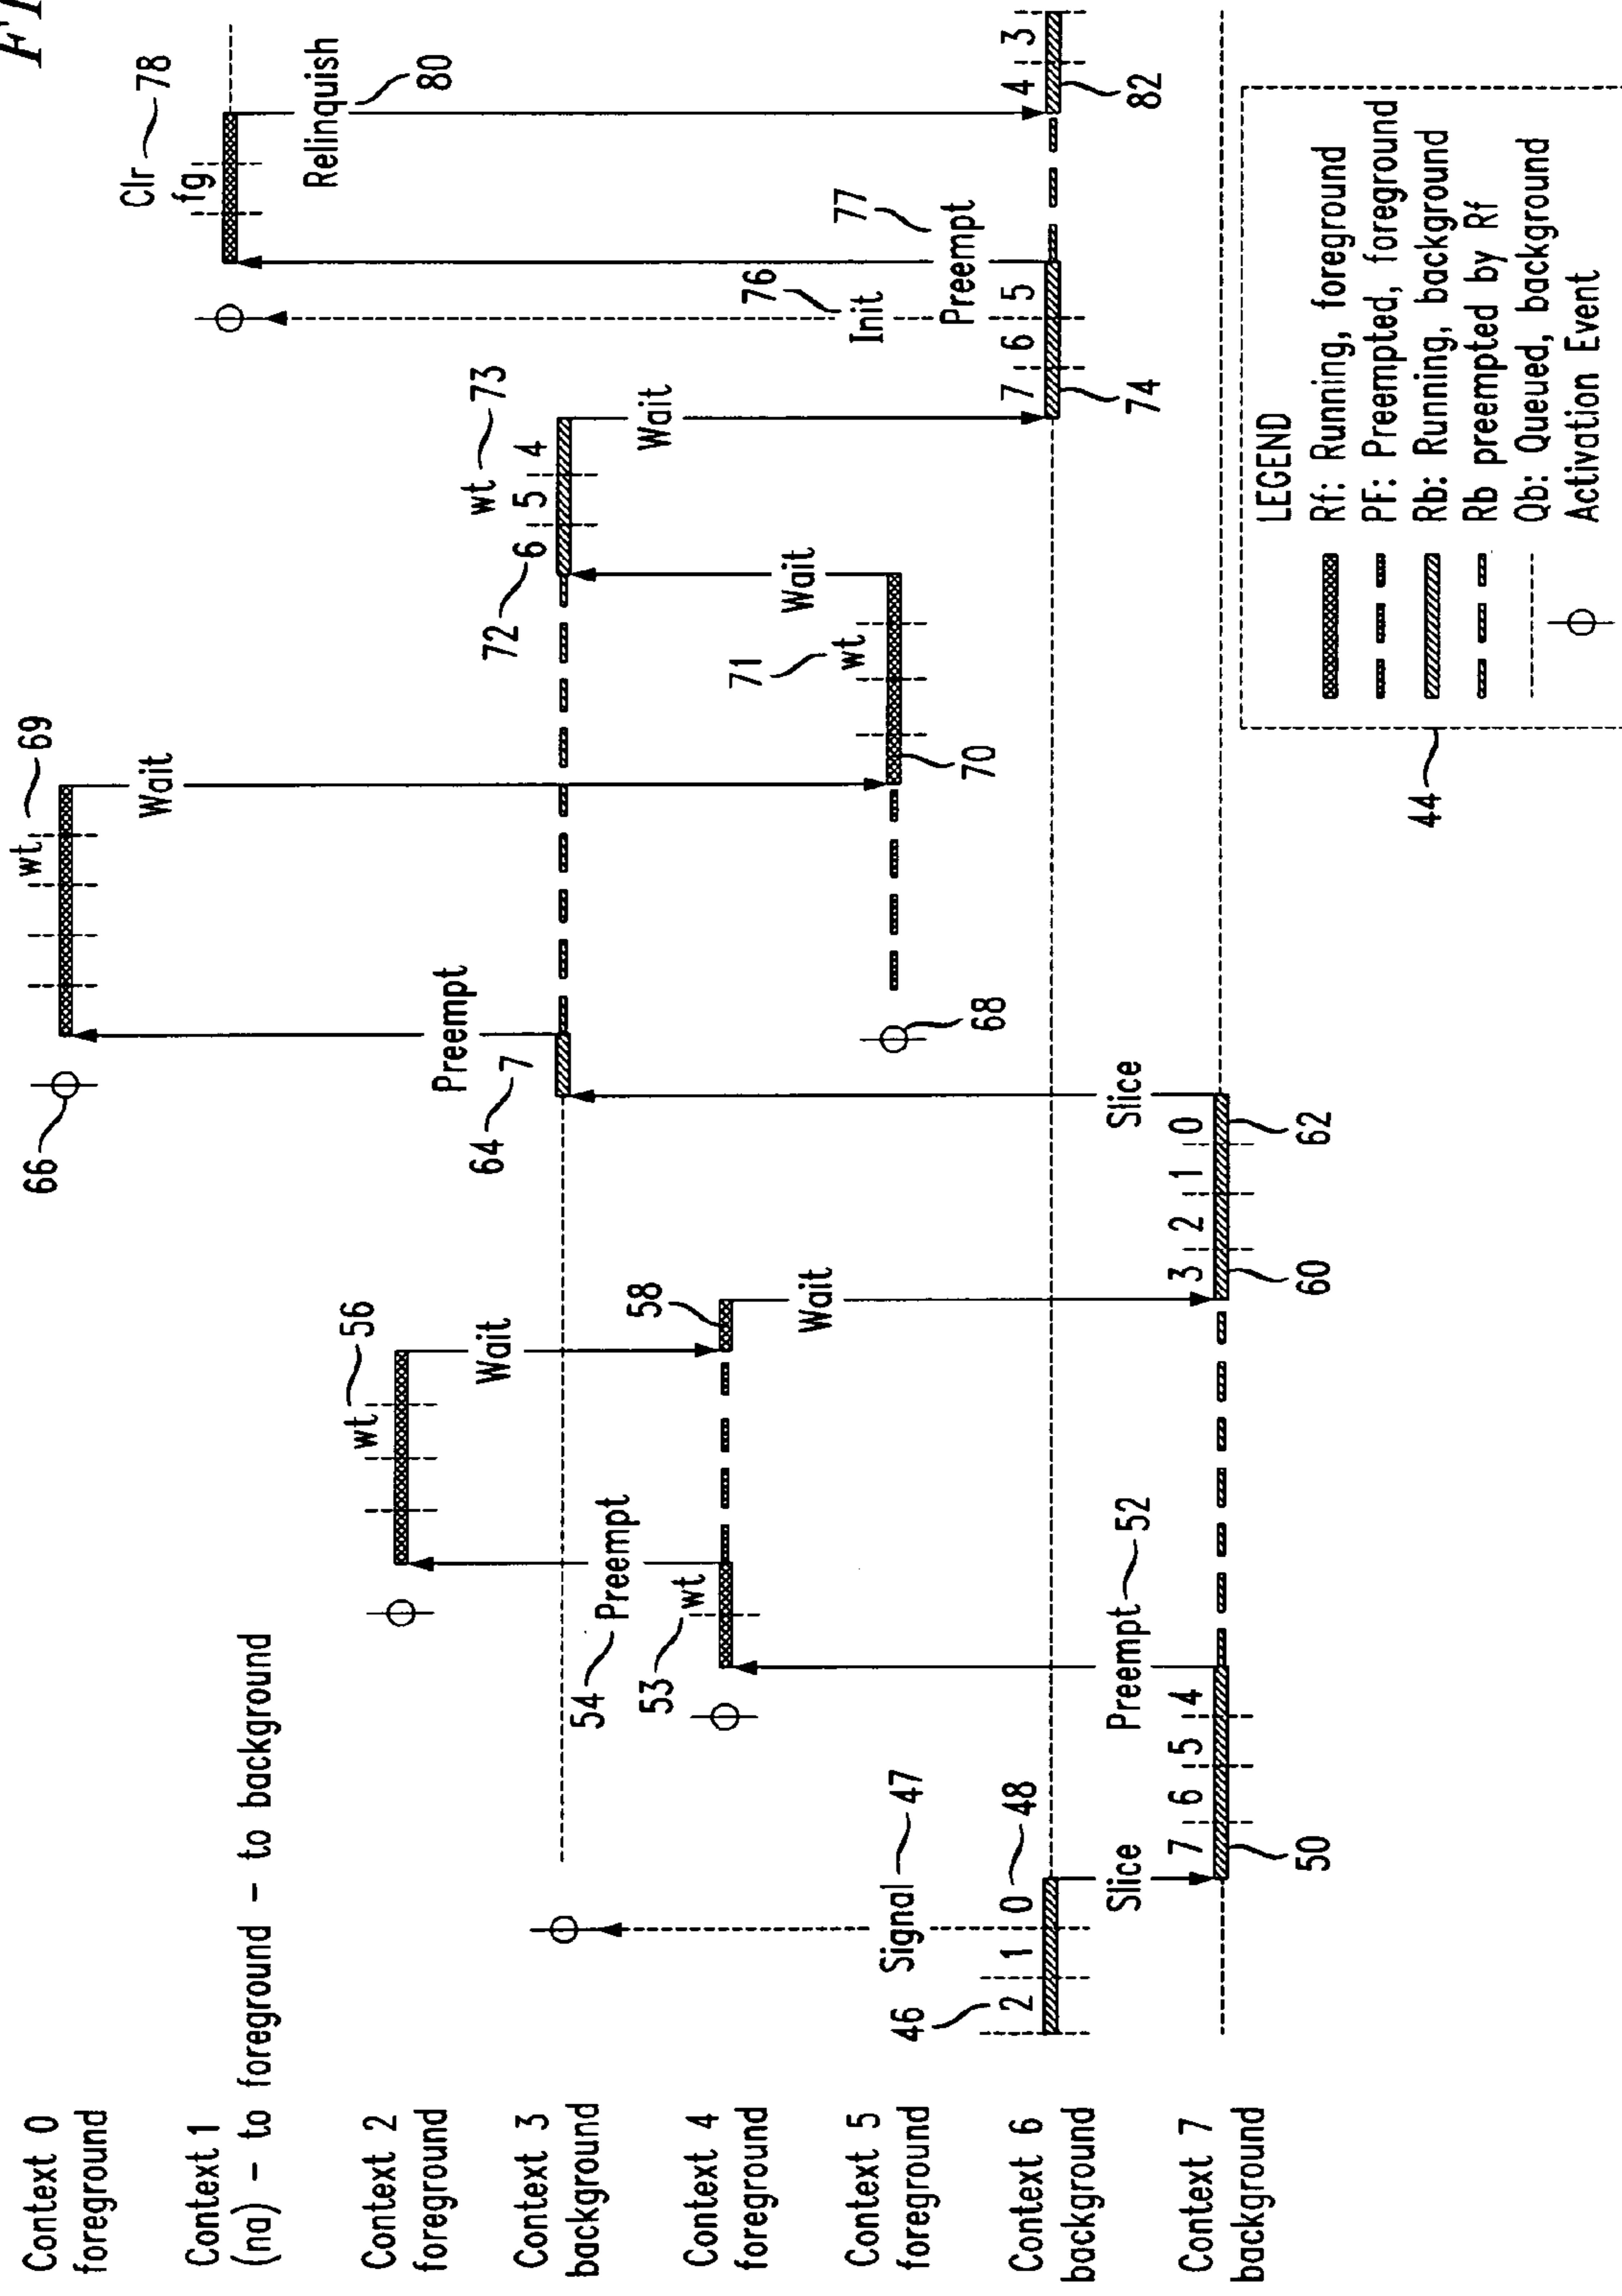 FI
Context 0
foreground
66
wt
69
Wait
Context 1
(na) – to foreground – to background
Clr
78
fg
Relinquish
80
Context 2
foreground
wt
56
Wait
Preempt
Context 3
background
54
Preempt
64
7
72
6 5 4
wt
73
Wait
Context 4
foreground
53
wt
58
Wait
71
wt
Wait
76
Init
77
Preempt
Context 5
foreground
Signal
47
68
70
Context 6
background
46
2 1 0
48
7 6 5
74
4 3
82
Slice
Preempt
52
Slice
Context 7
background
7 6 5 4
50
3 2 1 0
60
62
44
LEGEND
Rf: Running, foreground
PF: Preempted, foreground
Rb: Running, background
Rb preempted by Rf
Qb: Queued, background
Activation Event